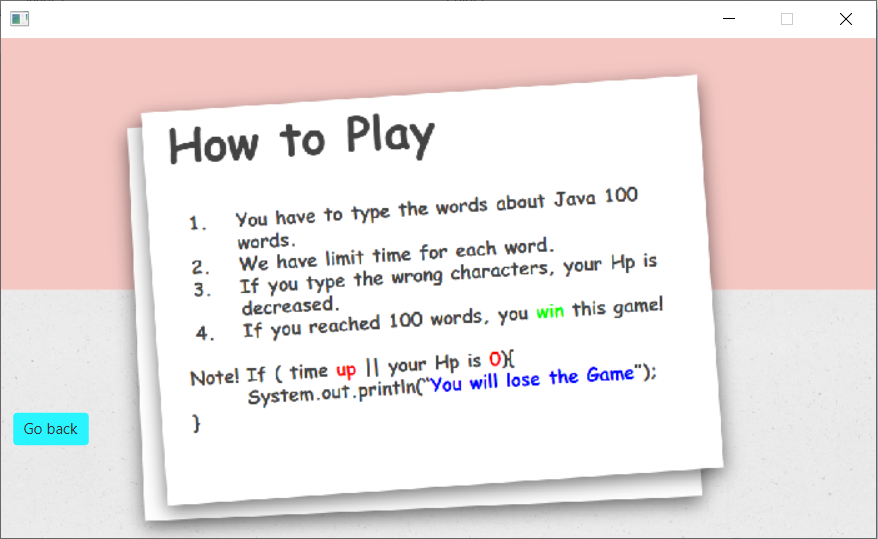 How to Play
1. You have to type the words about Java 100
words.
2. We have limit time for each word.
3. If you type the wrong characters, your Hp is
decreased.
4. If you reached 100 words, you win this game!
Note! If ( time up || your Hp is 0){
System.out.println("You will lose the Game");
}
Go back